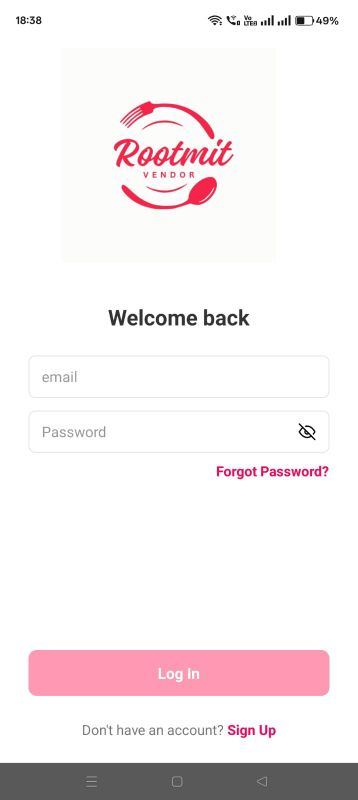 18:38
Vo
LTE
49%
Rootmit
VENDOR
Welcome back
email
Password
Forgot Password?
Log In
Don't have an account? Sign Up